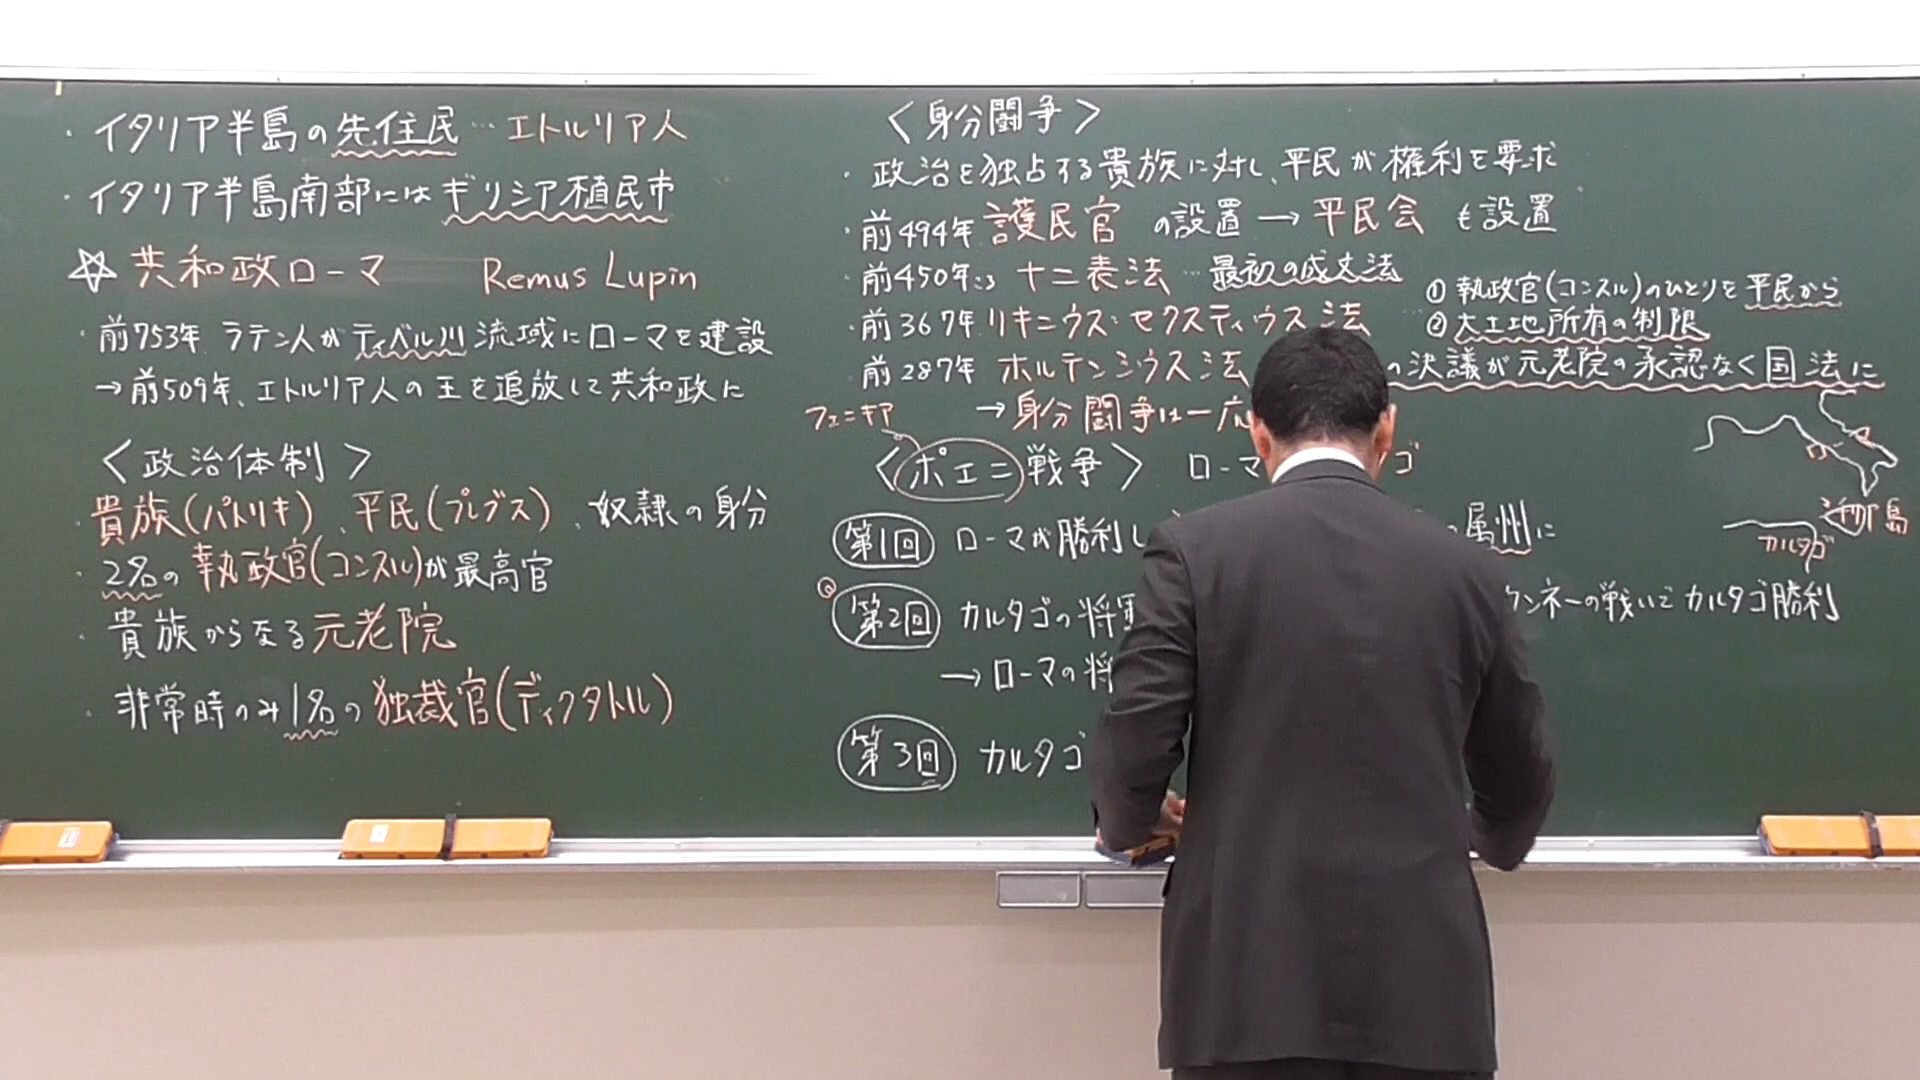 ・イタリア半島の先住民…エトルリア人
・イタリア半島南部にはギリシア植民市
☆共和政ローマ Remus Lupin
・前753年 ラテン人がティベル川流域にローマを建設
→前509年、エトルリア人の王を追放して共和政に
〈政治体制〉
・貴族(パトリキ)、平民(プレブス)、奴隷の身分
・2名の執政官(コンスル)が最高官
・貴族からなる元老院
・非常時のみ1名の独裁官(ディクタトル)
〈身分闘争〉
・政治を独占する貴族に対し、平民が権利を要求
・前494年 護民官の設置→平民会も設置
・前450年ころ 十二表法…最初の成文法
・前367年 リキニウス・セクスティウス法
①執政官(コンスル)のひとりを平民から
②大土地所有の制限
・前287年 ホルテンシウス法 の決議が元老院の承認なく国法に
→身分闘争は一応
フェニキア
〈ポエニ戦争〉 ローマ ゴ
第1回 ローマが勝利し の属州に
Q 第2回 カルタゴの将軍 カンネーの戦いでカルタゴ勝利
→ローマの将
第3回 カルタゴ
ローマ
シチリア島
カルタゴ